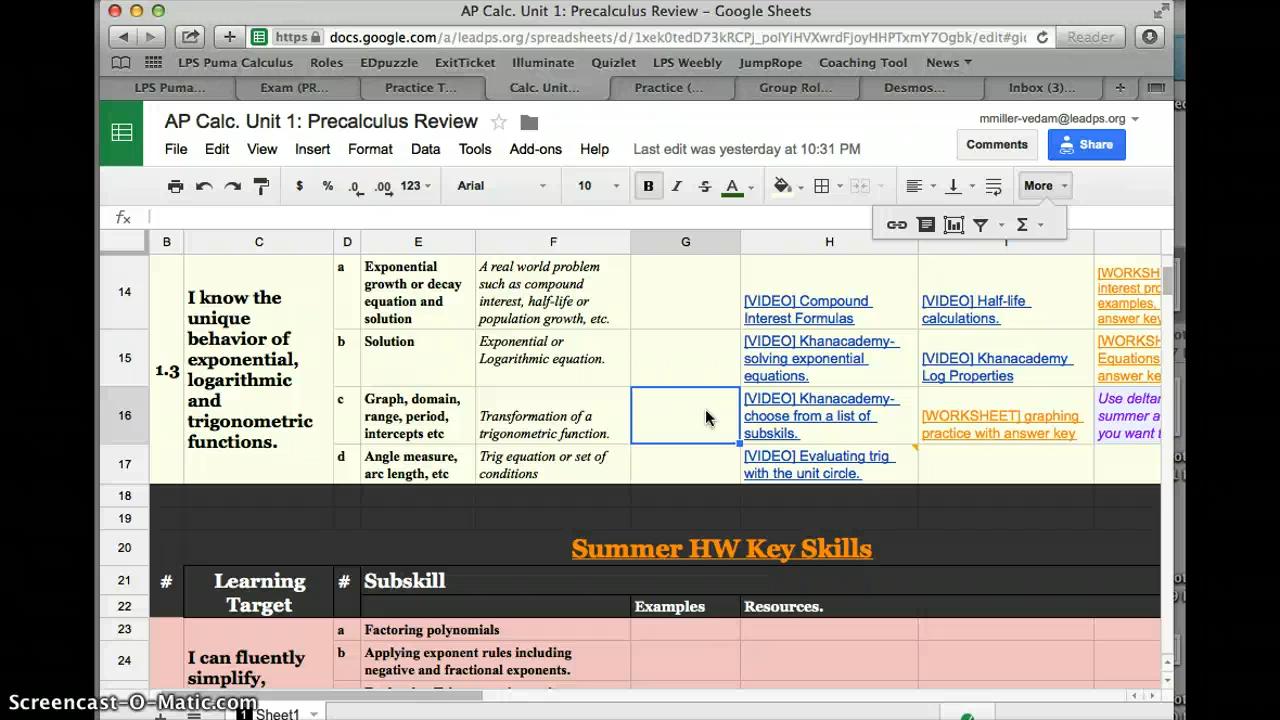 AP Calc. Unit 1: Precalculus Review – Google Sheets
https docs.google.com/a/leadps.org/spreadsheets/d/ Reader
LPS Puma Calculus Roles EDpuzzle ExitTicket Illuminate Quizlet LPS Weebly JumpRope Coaching Tool News
LPS Puma... Exam (PR... Practice T... Calc. Unit... Practice (... Group Rol... Desmos... Inbox (3)...
AP Calc. Unit 1: Precalculus Review
mmiller-vedam@leadps.org
File Edit View Insert Format Data Tools Add-ons Help Last edit was yesterday at 10:31 PM
Comments Share
$ % .0 .00 123 Arial 10 B I S A More
Σ
fx
B C D E F G H I
14
a
Exponential
growth or decay
equation and
solution
A real world problem
such as compound
interest, half-life or
population growth, etc.
[VIDEO] Compound
Interest Formulas
[VIDEO] Half-life
calculations.
[WORKSH
interest pro
examples,
answer key
1.3
I know the
unique
behavior of
exponential,
logarithmic
and
trigonometric
functions.
15
b
Solution
Exponential or
Logarithmic equation.
[VIDEO] Khanacademy-
solving exponential
equations.
[VIDEO] Khanacademy
Log Properties
[WORKSH
Equations
answer key
16
c
Graph, domain,
range, period,
intercepts etc
Transformation of a
trigonometric function.
[VIDEO] Khanacademy-
choose from a list of
subskils.
[WORKSHEET] graphing
practice with answer key
Use deltam
summer a
you want t
17
d
Angle measure,
arc length, etc
Trig equation or set of
conditions
[VIDEO] Evaluating trig
with the unit circle.
18
19
20
Summer HW Key Skills
21
# Learning
Target
# Subskill
22
Examples Resources.
23
a Factoring polynomials
24
I can fluently
simplify,
b Applying exponent rules including
negative and fractional exponents.
Screencast-O-Matic.com
1 Sheet1